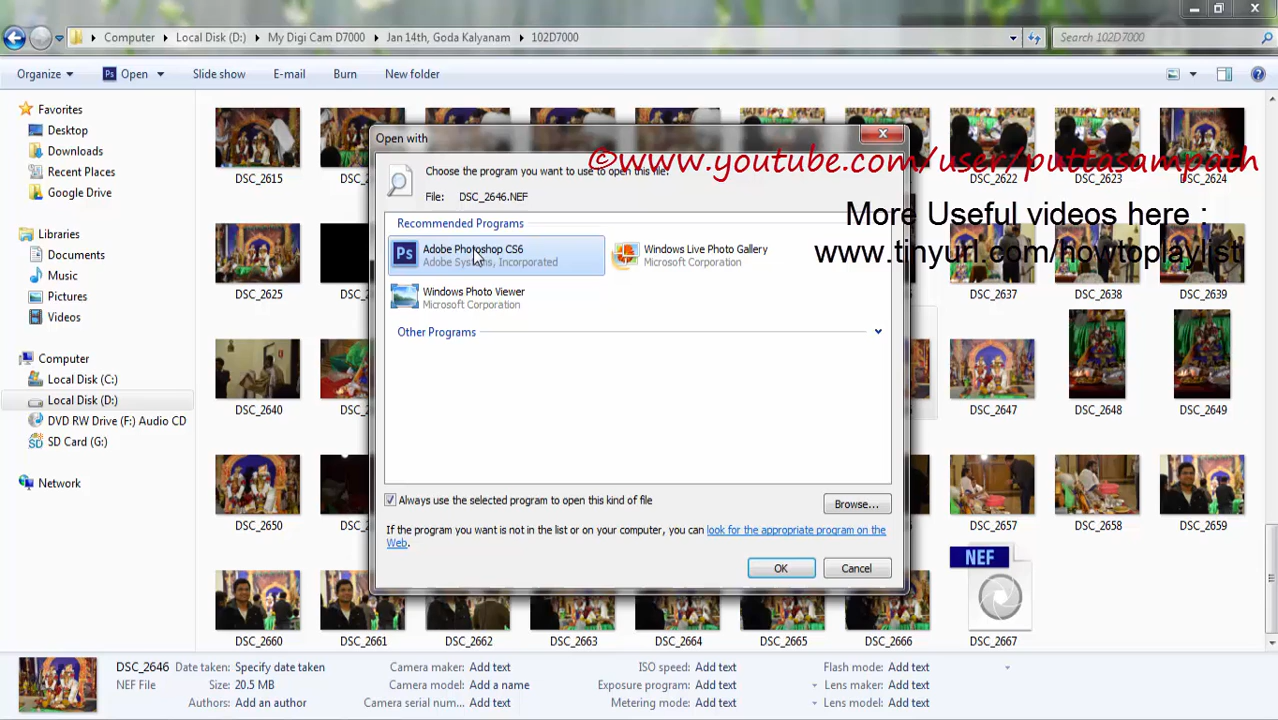 Computer Local Disk (D:) My Digi Cam D7000 Jan 14th, Goda Kalyanam 102D7000 Search 102D7000
Organize Ps Open Slide show E-mail Burn New folder
Favorites
Desktop
Downloads
Recent Places
Google Drive
Libraries
Documents
Music
Pictures
Videos
Computer
Local Disk (C:)
Local Disk (D:)
DVD RW Drive (F:) Audio CD
SD Card (G:)
Network
DSC_2615
DSC_2622 DSC_2623 DSC_2624
DSC_2625
DSC_2637 DSC_2638 DSC_2639
DSC_2640
DSC_2647 DSC_2648 DSC_2649
DSC_2650
DSC_2657 DSC_2658 DSC_2659
NEF
DSC_2660 DSC_2661 DSC_2662 DSC_2663 DSC_2664 DSC_2665 DSC_2666 DSC_2667
Open with
©www.youtube.com/user/puttasampath
Choose the program you want to use to open this file:
File: DSC_2646.NEF
More Useful videos here :
www.tinyurl.com/howtoplaylist
Recommended Programs
Ps
Adobe Photoshop CS6
Adobe Systems, Incorporated
Windows Live Photo Gallery
Microsoft Corporation
Windows Photo Viewer
Microsoft Corporation
Other Programs
Always use the selected program to open this kind of file
Browse...
If the program you want is not in the list or on your computer, you can look for the appropriate program on the
Web.
OK Cancel
DSC_2646 Date taken: Specify date taken Camera maker: Add text ISO speed: Add text Flash mode: Add text
NEF File Size: 20.5 MB Camera model: Add a name Exposure program: Add text Lens maker: Add text
Authors: Add an author Camera serial num... Add text Metering mode: Add text Lens model: Add text